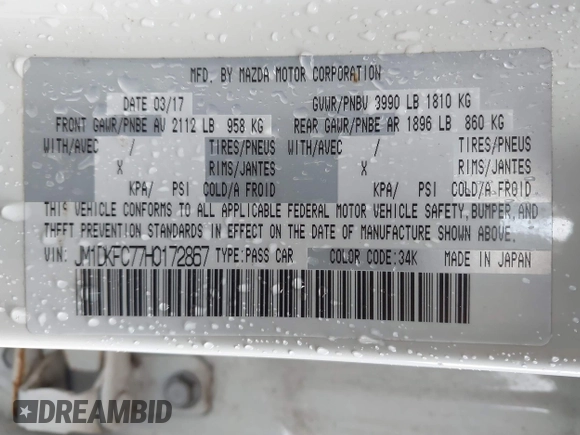 MFD. BY MAZDA MOTOR CORPORATION
DATE 03/17 GVWR/PNBV 3990 LB 1810 KG
FRONT GAWR/PNBE AV 2112 LB 958 KG REAR GAWR/PNBE AR 1896 LB 860 KG
WITH/AVEC / TIRES/PNEUS WITH/AVEC / TIRES/PNEUS
X RIMS/JANTES X RIMS/JANTES
KPA/ PSI COLD/A FROID KPA/ PSI COLD/A FROID
THIS VEHICLE CONFORMS TO ALL APPLICABLE FEDERAL MOTOR VEHICLE SAFETY, BUMPER, AND
THEFT PREVENTION STANDARDS IN EFFECT ON THE DATE OF MANUFACTURE SHOWN ABOVE.
VIN: JM1DKFC77H0172867 TYPE:PASS CAR COLOR CODE:34K MADE IN JAPAN
DREAMBID